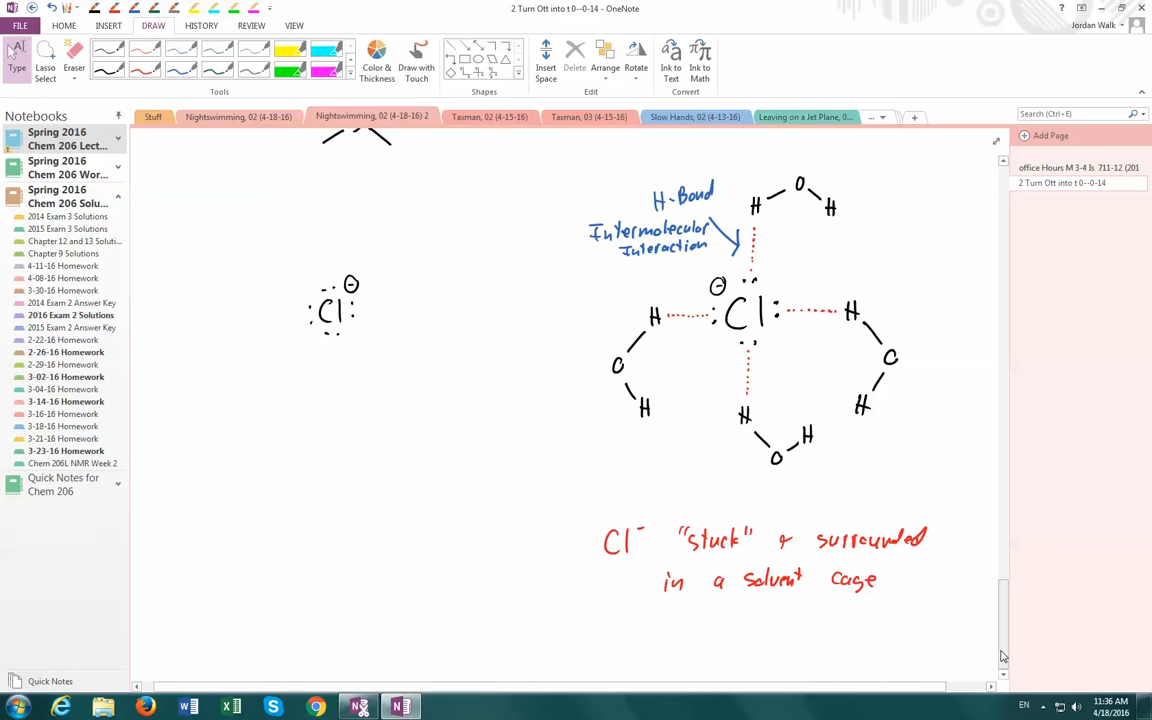 2 Turn Ott into t 0--0-14 - OneNote
Jordan Walk
FILE HOME INSERT DRAW HISTORY REVIEW VIEW
Type
Lasso Select
Eraser
Color & Thickness
Draw with Touch
Insert Space
Delete
Arrange
Rotate
Ink to Text
Ink to Math
Tools
Shapes
Edit
Convert
Notebooks
Stuff
Nightswimming, 02 (4-18-16)
Nightswimming, 02 (4-18-16) 2
Taxman, 02 (4-15-16)
Taxman, 03 (4-15-16)
Slow Hands, 02 (4-13-16)
Leaving on a Jet Plane, 0...
Search (Ctrl+E)
Add Page
office Hours M 3-4 Is 711-12 (201
2 Turn Ott into t 0--0-14
Spring 2016
Chem 206 Lect...
Spring 2016
Chem 206 Wor...
Spring 2016
Chem 206 Solu...
2014 Exam 3 Solutions
2015 Exam 3 Solutions
Chapter 12 and 13 Soluti...
Chapter 9 Solutions
4-11-16 Homework
4-08-16 Homework
3-30-16 Homework
2014 Exam 2 Answer Key
2016 Exam 2 Solutions
2015 Exam 2 Answer Key
2-22-16 Homework
2-26-16 Homework
2-29-16 Homework
3-02-16 Homework
3-04-16 Homework
3-14-16 Homework
3-16-16 Homework
3-18-16 Homework
3-21-16 Homework
3-23-16 Homework
Chem 206L NMR Week 2
Quick Notes for
Chem 206
Quick Notes
H-Bond
Intermolecular
Interaction
O
H H
Cl
H Cl H
O O
H H
H H
O
Cl⁻ "stuck" & surrounded
in a solvent cage
EN
11:36 AM
4/18/2016